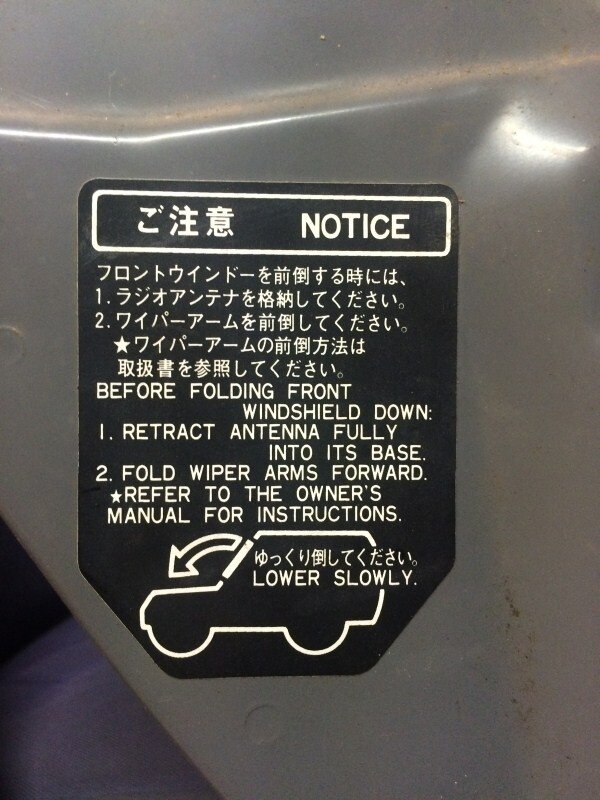 ご注意 NOTICE
フロントウインドーを前倒する時には、
1. ラジオアンテナを格納してください。
2. ワイパーアームを前倒してください。
★ワイパーアームの前倒方法は
取扱書を参照してください。
BEFORE FOLDING FRONT
WINDSHIELD DOWN:
1. RETRACT ANTENNA FULLY
INTO ITS BASE.
2. FOLD WIPER ARMS FORWARD.
★REFER TO THE OWNER'S
MANUAL FOR INSTRUCTIONS.
ゆっくり倒してください。
LOWER SLOWLY.